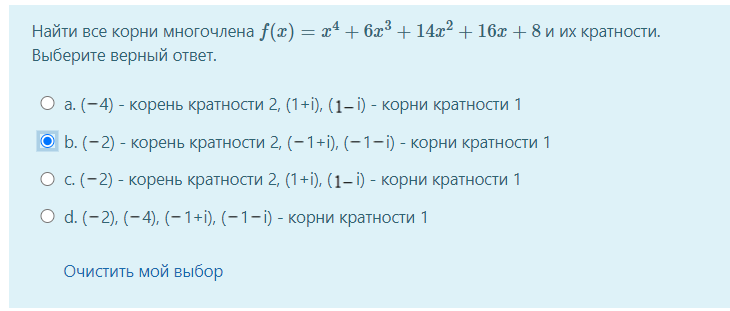 Найти все корни многочлена f(x) = x⁴ + 6x³ + 14x² + 16x + 8 и их кратности.
Выберите верный ответ.
a. (−4) - корень кратности 2, (1+i), (1−i) - корни кратности 1
b. (−2) - корень кратности 2, (−1+i), (−1−i) - корни кратности 1
c. (−2) - корень кратности 2, (1+i), (1−i) - корни кратности 1
d. (−2), (−4), (−1+i), (−1−i) - корни кратности 1
Очистить мой выбор